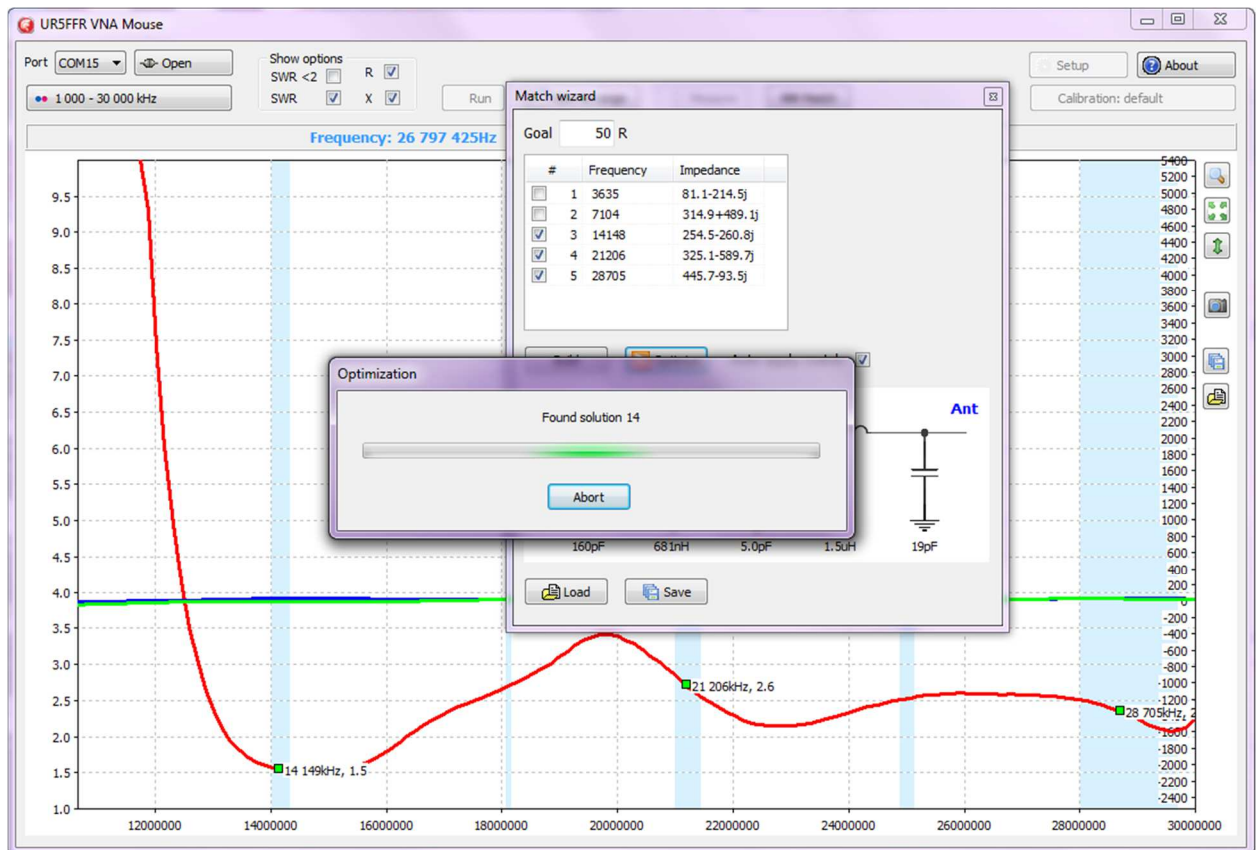 UR5FFR VNA Mouse
Port COM15 Open
Show options
SWR <2 R
SWR X
1 000 - 30 000 kHz
Run
Setup
About
Calibration: default
Frequency: 26 797 425Hz
Match wizard
Goal 50 R
# Frequency Impedance
1 3635 81.1-214.5j
2 7104 314.9+489.1j
3 14148 254.5-260.8j
4 21206 325.1-589.7j
5 28705 445.7-93.5j
Optimization
Found solution 14
Abort
Ant
160pF 681nH 5.0pF 1.5uH 19pF
Load Save
9.5
9.0
8.5
8.0
7.5
7.0
6.5
6.0
5.5
5.0
4.5
4.0
3.5
3.0
2.5
2.0
1.5
1.0
5400
5200
5000
4800
4600
4400
4200
4000
3800
3600
3400
3200
3000
2800
2600
2400
2200
2000
1800
1600
1400
1200
1000
800
600
400
200
0
-200
-400
-600
-800
-1000
-1200
-1600
-1800
-2000
-2200
-2400
14 149kHz, 1.5
21 206kHz, 2.6
28 705kHz, 2
12000000 14000000 16000000 18000000 20000000 22000000 24000000 26000000 28000000 30000000